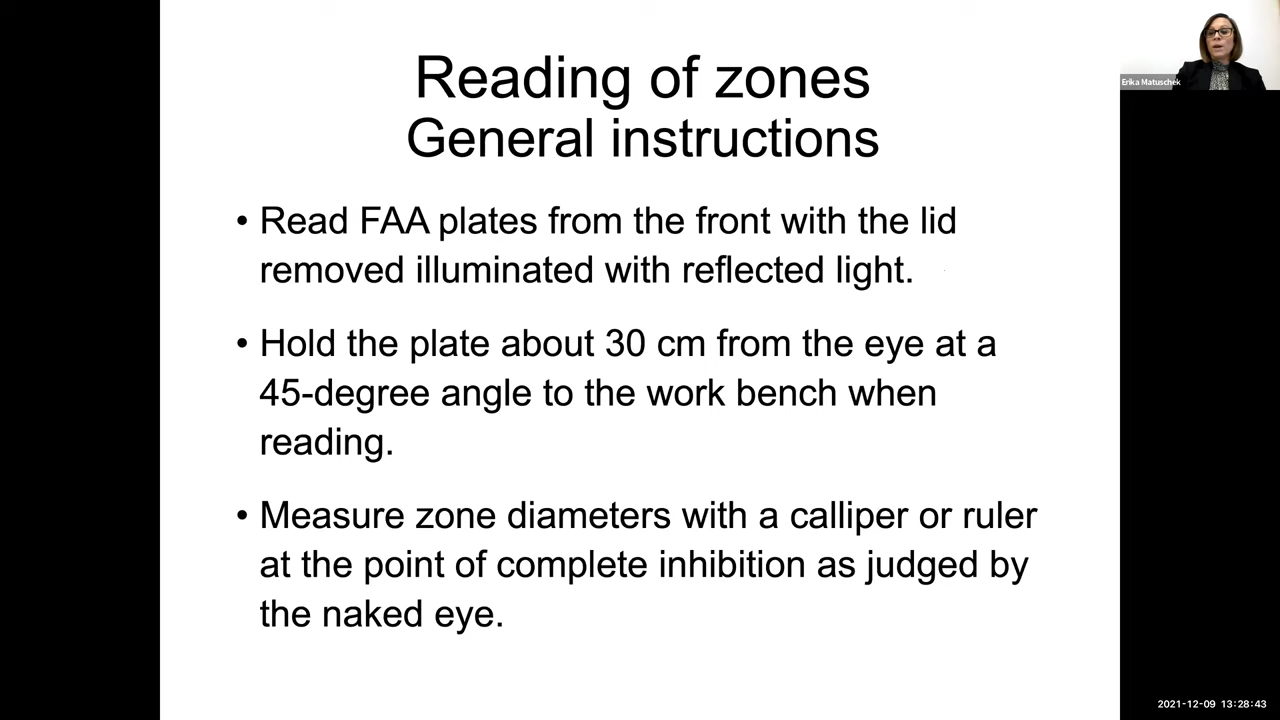 Reading of zones
General instructions
• Read FAA plates from the front with the lid
removed illuminated with reflected light.
• Hold the plate about 30 cm from the eye at a
45-degree angle to the work bench when
reading.
• Measure zone diameters with a calliper or ruler
at the point of complete inhibition as judged by
the naked eye.
Erika Matuschek
2021-12-09 13:28:43